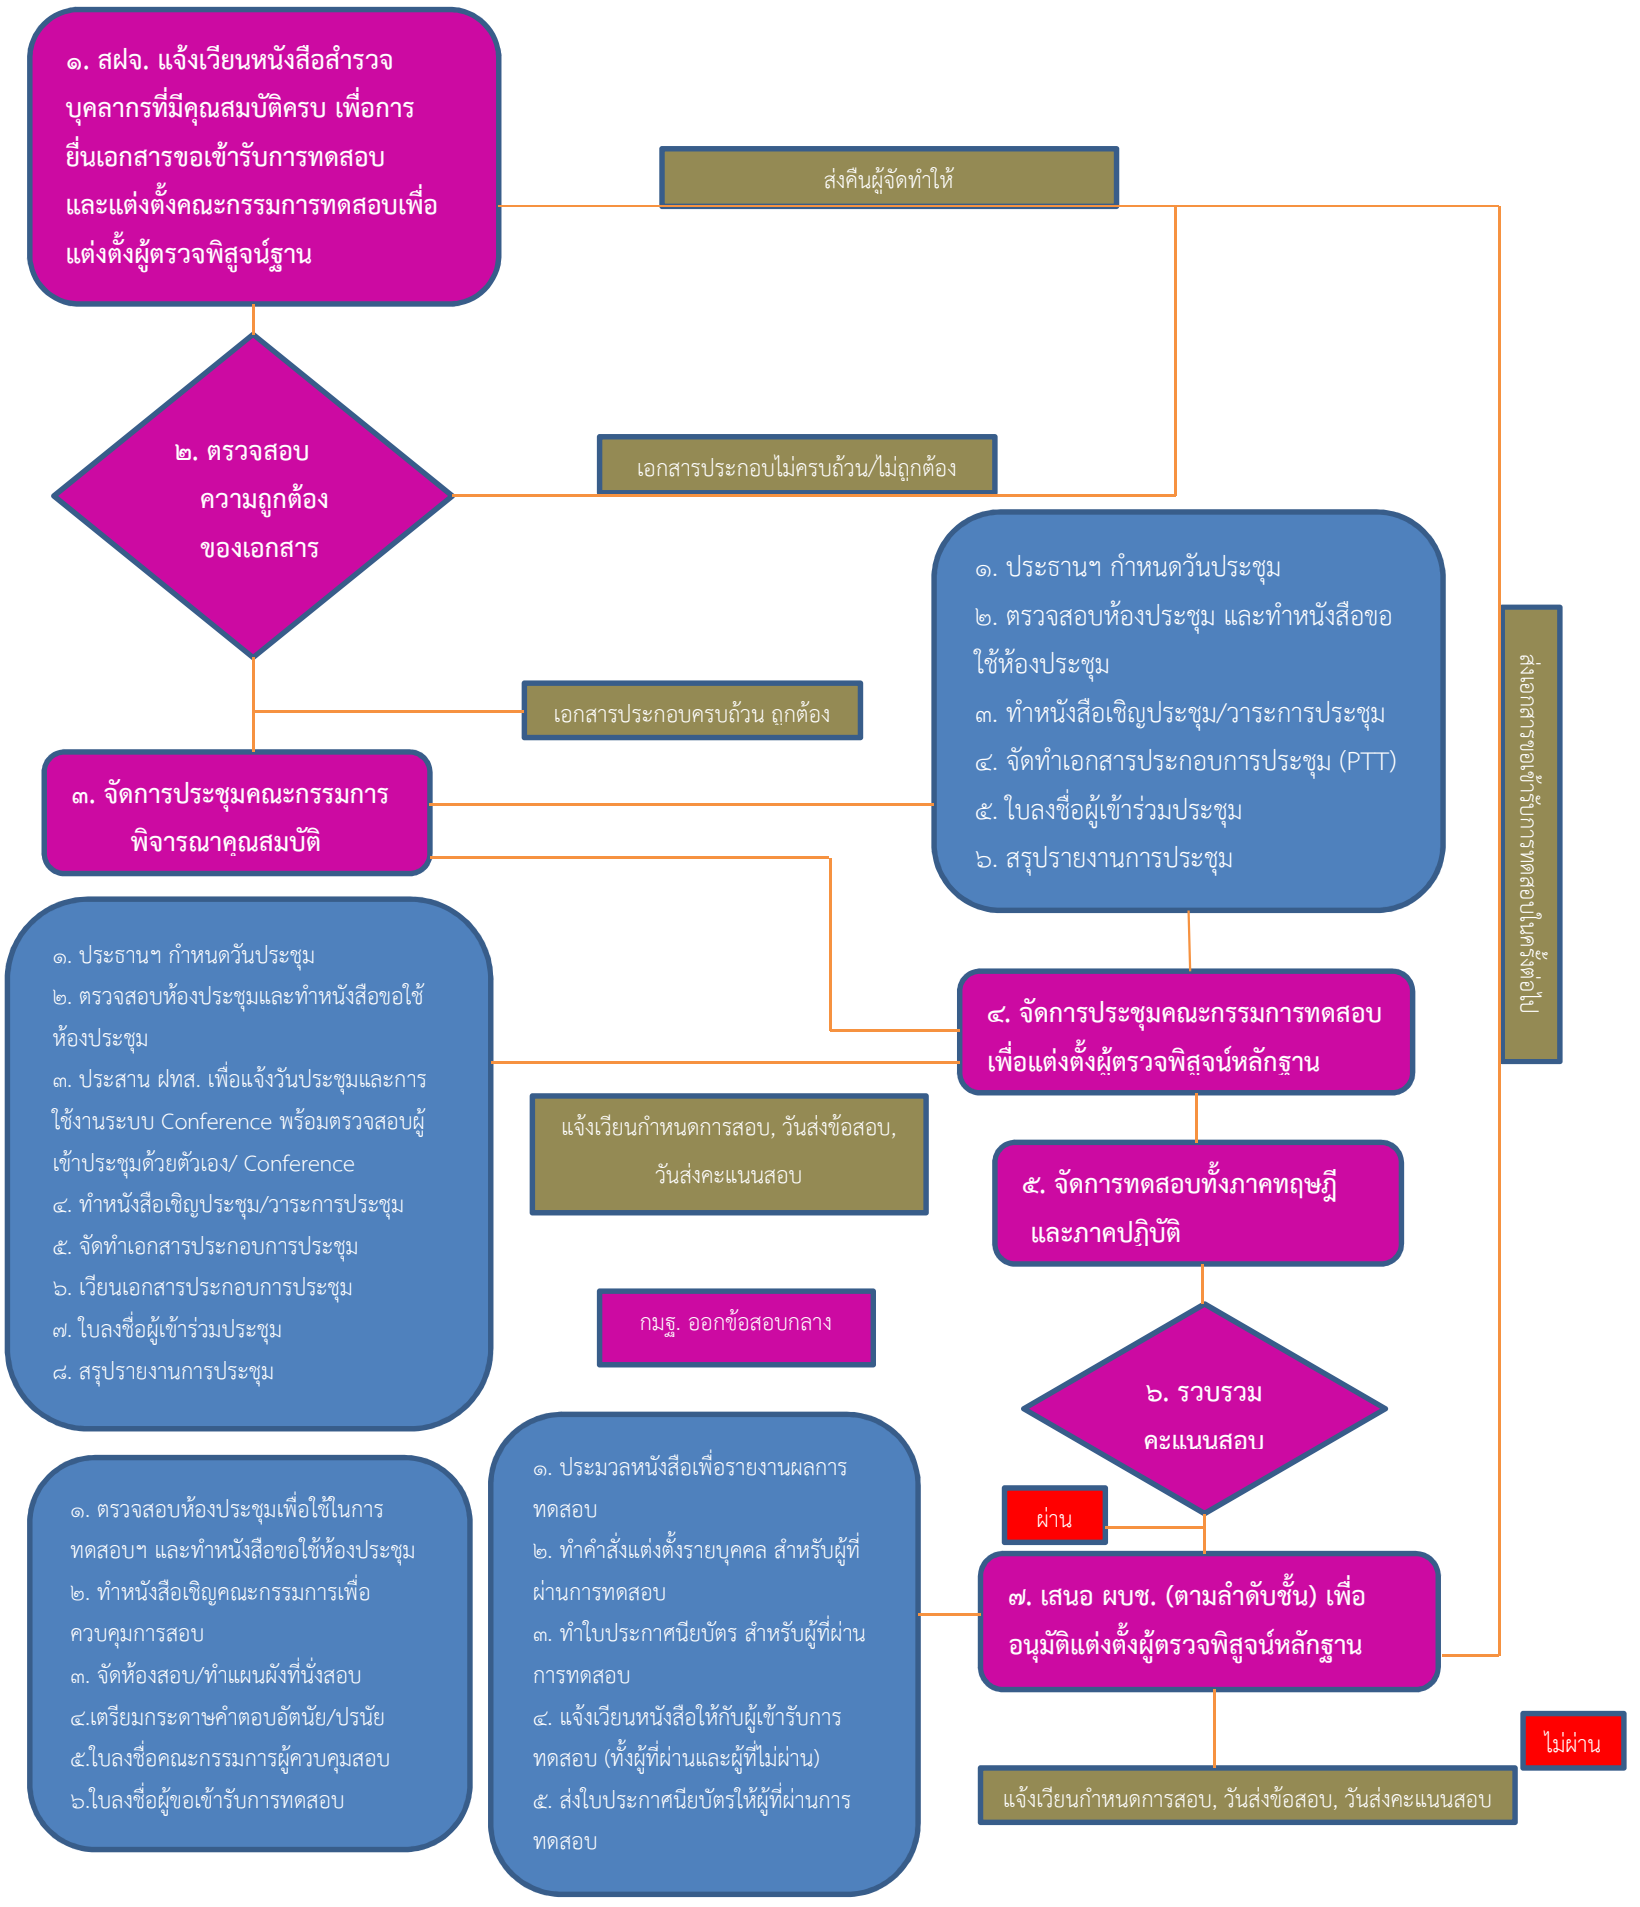 ๑. สฝจ. แจ้งเวียนหนังสือสำรวจ
บุคลากรที่มีคุณสมบัติครบ เพื่อการ
ยื่นเอกสารขอเข้ารับการทดสอบ
และแต่งตั้งคณะกรรมการทดสอบเพื่อ
แต่งตั้งผู้ตรวจพิสูจน์ฐาน
ส่งคืนผู้จัดทำให้
๒. ตรวจสอบ
ความถูกต้อง
ของเอกสาร
เอกสารประกอบไม่ครบถ้วน/ไม่ถูกต้อง
เอกสารประกอบครบถ้วน ถูกต้อง
๓. จัดการประชุมคณะกรรมการ
พิจารณาคุณสมบัติ
๑. ประธานฯ กำหนดวันประชุม
๒. ตรวจสอบห้องประชุม และทำหนังสือขอ
ใช้ห้องประชุม
๓. ทำหนังสือเชิญประชุม/วาระการประชุม
๔. จัดทำเอกสารประกอบการประชุม (PTT)
๕. ใบลงชื่อผู้เข้าร่วมประชุม
๖. สรุปรายงานการประชุม
ส่งเอกสารขอเข้ารับการทดสอบในครั้งต่อไป
๑. ประธานฯ กำหนดวันประชุม
๒. ตรวจสอบห้องประชุมและทำหนังสือขอใช้
ห้องประชุม
๓. ประสาน ฝทส. เพื่อแจ้งวันประชุมและการ
ใช้งานระบบ Conference พร้อมตรวจสอบผู้
เข้าประชุมด้วยตัวเอง/ Conference
๔. ทำหนังสือเชิญประชุม/วาระการประชุม
๕. จัดทำเอกสารประกอบการประชุม
๖. เวียนเอกสารประกอบการประชุม
๗. ใบลงชื่อผู้เข้าร่วมประชุม
๘. สรุปรายงานการประชุม
๔. จัดการประชุมคณะกรรมการทดสอบ
เพื่อแต่งตั้งผู้ตรวจพิสูจน์หลักฐาน
แจ้งเวียนกำหนดการสอบ, วันส่งข้อสอบ,
วันส่งคะแนนสอบ
๕. จัดการทดสอบทั้งภาคทฤษฎี
และภาคปฏิบัติ
กมฐ. ออกข้อสอบกลาง
๖. รวบรวม
คะแนนสอบ
๑. ตรวจสอบห้องประชุมเพื่อใช้ในการ
ทดสอบฯ และทำหนังสือขอใช้ห้องประชุม
๒. ทำหนังสือเชิญคณะกรรมการเพื่อ
ควบคุมการสอบ
๓. จัดห้องสอบ/ทำแผนผังที่นั่งสอบ
๔.เตรียมกระดาษคำตอบอัตนัย/ปรนัย
๕.ใบลงชื่อคณะกรรมการผู้ควบคุมสอบ
๖.ใบลงชื่อผู้ขอเข้ารับการทดสอบ
๑. ประมวลหนังสือเพื่อรายงานผลการ
ทดสอบ
๒. ทำคำสั่งแต่งตั้งรายบุคคล สำหรับผู้ที่
ผ่านการทดสอบ
๓. ทำใบประกาศนียบัตร สำหรับผู้ที่ผ่าน
การทดสอบ
๔. แจ้งเวียนหนังสือให้กับผู้เข้ารับการ
ทดสอบ (ทั้งผู้ที่ผ่านและผู้ที่ไม่ผ่าน)
๕. ส่งใบประกาศนียบัตรให้ผู้ที่ผ่านการ
ทดสอบ
ผ่าน
๗. เสนอ ผบช. (ตามลำดับชั้น) เพื่อ
อนุมัติแต่งตั้งผู้ตรวจพิสูจน์หลักฐาน
ไม่ผ่าน
แจ้งเวียนกำหนดการสอบ, วันส่งข้อสอบ, วันส่งคะแนนสอบ